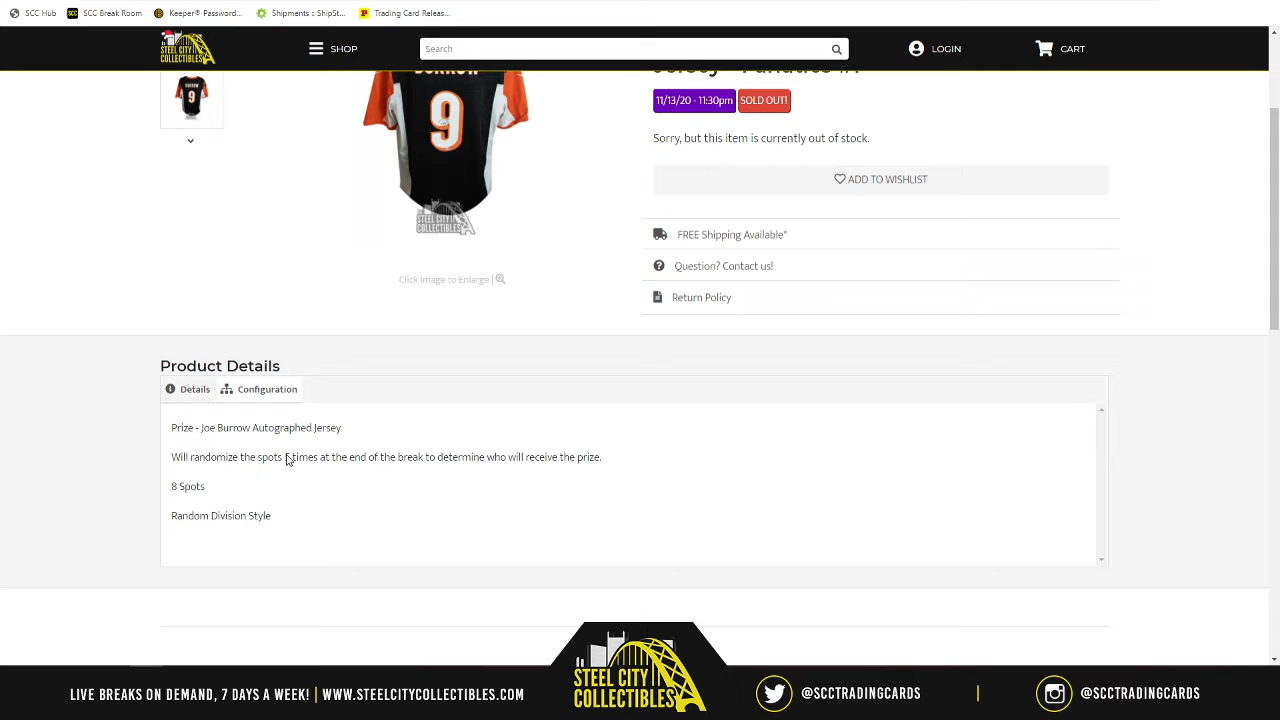 SCC Hub
SCC Break Room
Keeper® Password...
Shipments :: ShipSt...
Trading Card Releas...
STEEL CITY
COLLECTIBLES
SHOP
Search
LOGIN
CART
11/13/20 - 11:30pm
SOLD OUT!
BURROW
9
9
Sorry, but this item is currently out of stock.
ADD TO WISHLIST
STEEL CITY
COLLECTIBLES
FREE Shipping Available*
Question? Contact us!
Click Image to Enlarge |
Return Policy
Product Details
Details
Configuration
Prize - Joe Burrow Autographed Jersey
Will randomize the spots times at the end of the break to determine who will receive the prize.
8 Spots
Random Division Style
LIVE BREAKS ON DEMAND, 7 DAYS A WEEK! | WWW.STEELCITYCOLLECTIBLES.COM
STEEL CITY
COLLECTIBLES
@SCCTRADINGCARDS
@SCCTRADINGCARDS